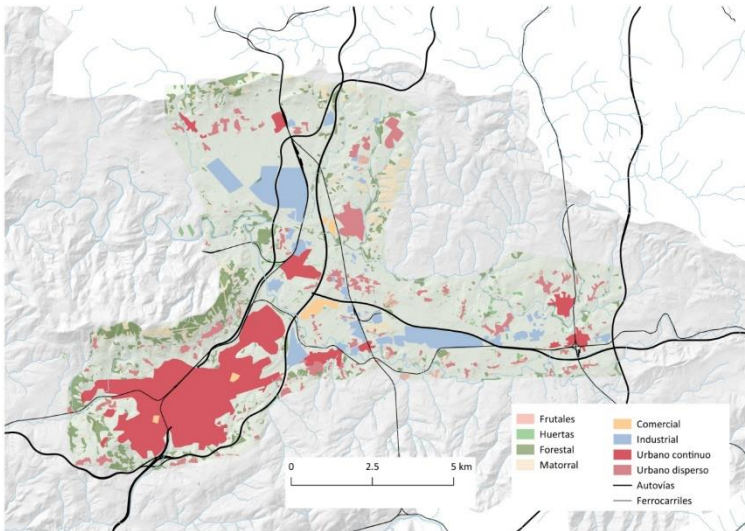 Frutales
Huertas
Forestal
Matorral
Comercial
Industrial
Urbano continuo
Urbano disperso
Autovías
Ferrocarriles
0 2.5 5 km